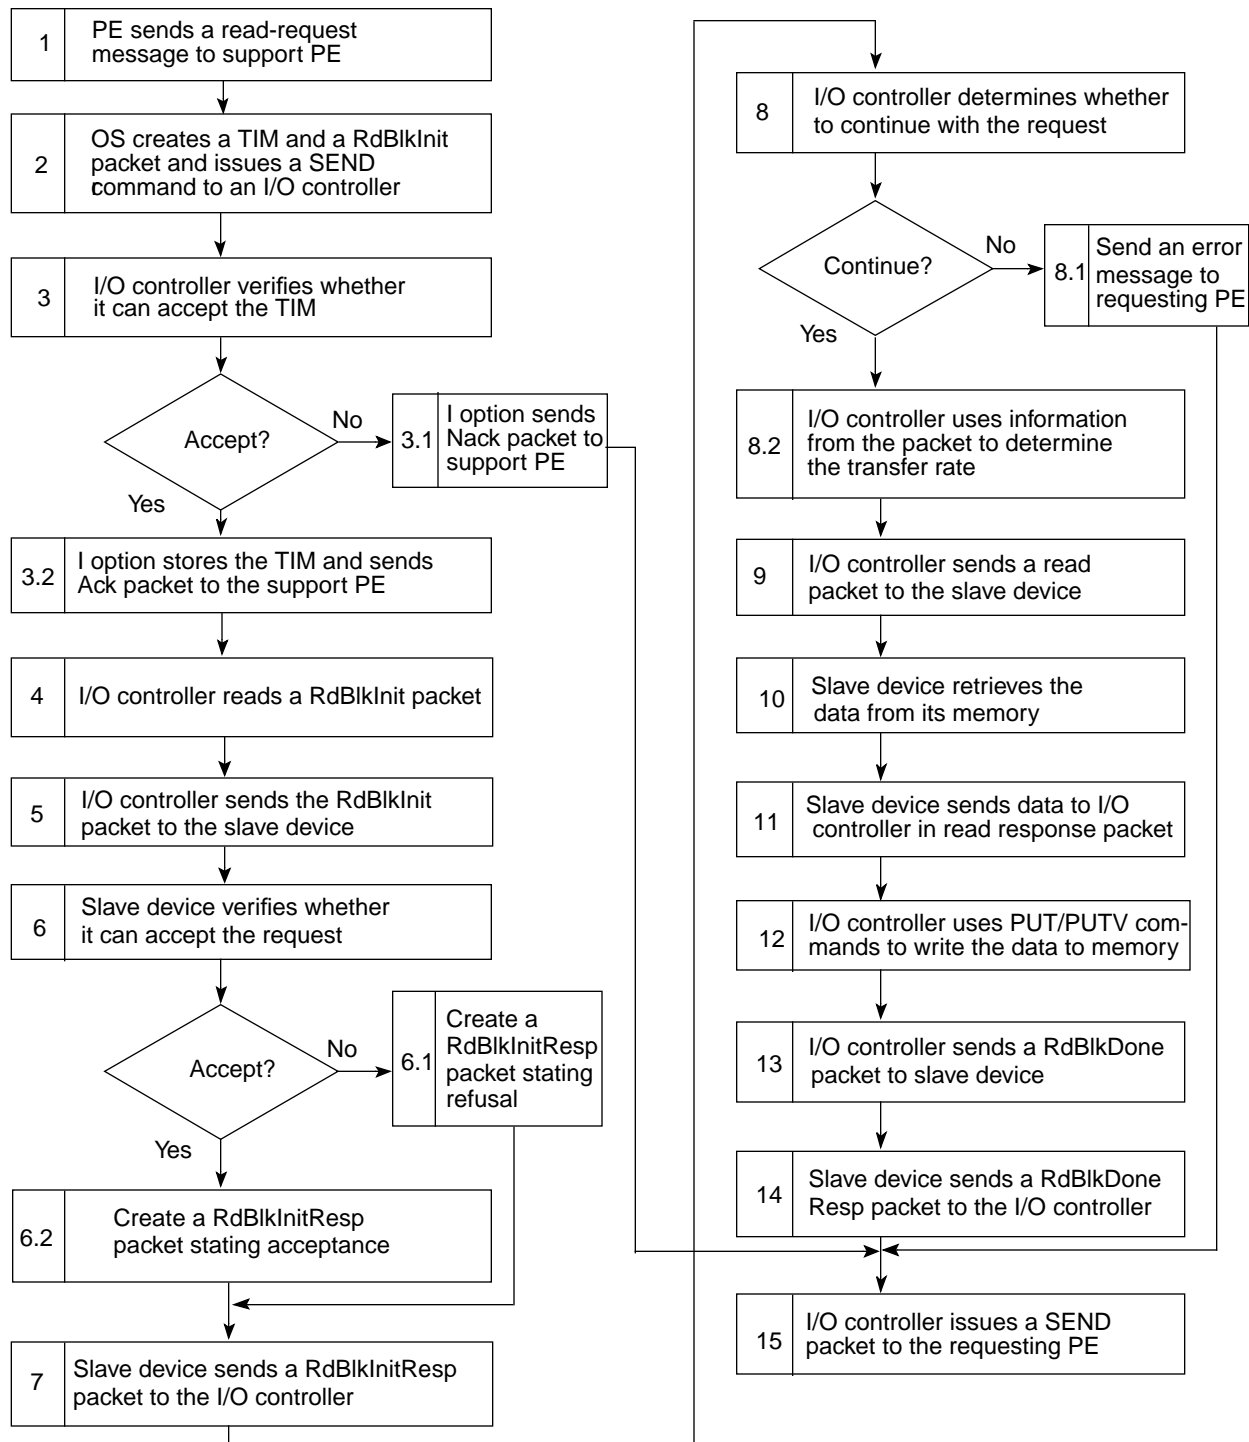 1
PE sends a read-request
message to support PE
2
OS creates a TIM and a RdBlkInit
packet and issues a SEND
command to an I/O controller
3
I/O controller verifies whether
it can accept the TIM
Accept?
No
3.1
I option sends
Nack packet to
support PE
Yes
3.2
I option stores the TIM and sends
Ack packet to the support PE
4
I/O controller reads a RdBlkInit packet
5
I/O controller sends the RdBlkInit
packet to the slave device
6
Slave device verifies whether
it can accept the request
Accept?
No
6.1
Create a
RdBlkInitResp
packet stating
refusal
Yes
6.2
Create a RdBlkInitResp
packet stating acceptance
7
Slave device sends a RdBlkInitResp
packet to the I/O controller
8
I/O controller determines whether
to continue with the request
Continue?
No
8.1
Send an error
message to
requesting PE
Yes
8.2
I/O controller uses information
from the packet to determine
the transfer rate
9
I/O controller sends a read
packet to the slave device
10
Slave device retrieves the
data from its memory
11
Slave device sends data to I/O
controller in read response packet
12
I/O controller uses PUT/PUTV com-
mands to write the data to memory
13
I/O controller sends a RdBlkDone
packet to slave device
14
Slave device sends a RdBlkDone
Resp packet to the I/O controller
15
I/O controller issues a SEND
packet to the requesting PE